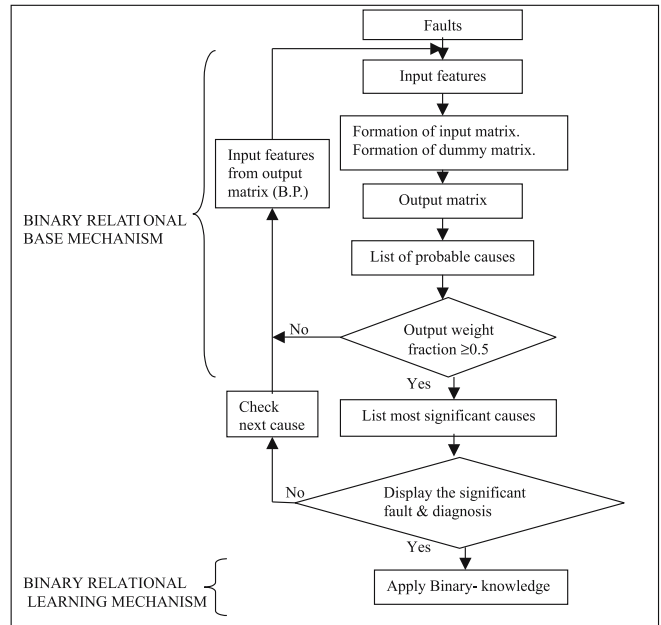 Faults
Input features
Formation of input matrix.
Formation of dummy matrix.
Input features
from output
matrix (B.P.)
Output matrix
BINARY RELATIONAL
BASE MECHANISM
List of probable causes
No
Output weight
fraction ≥0.5
Yes
Check
next cause
List most significant causes
No
Display the significant
fault & diagnosis
Yes
BINARY RELATIONAL
LEARNING MECHANISM
Apply Binary- knowledge